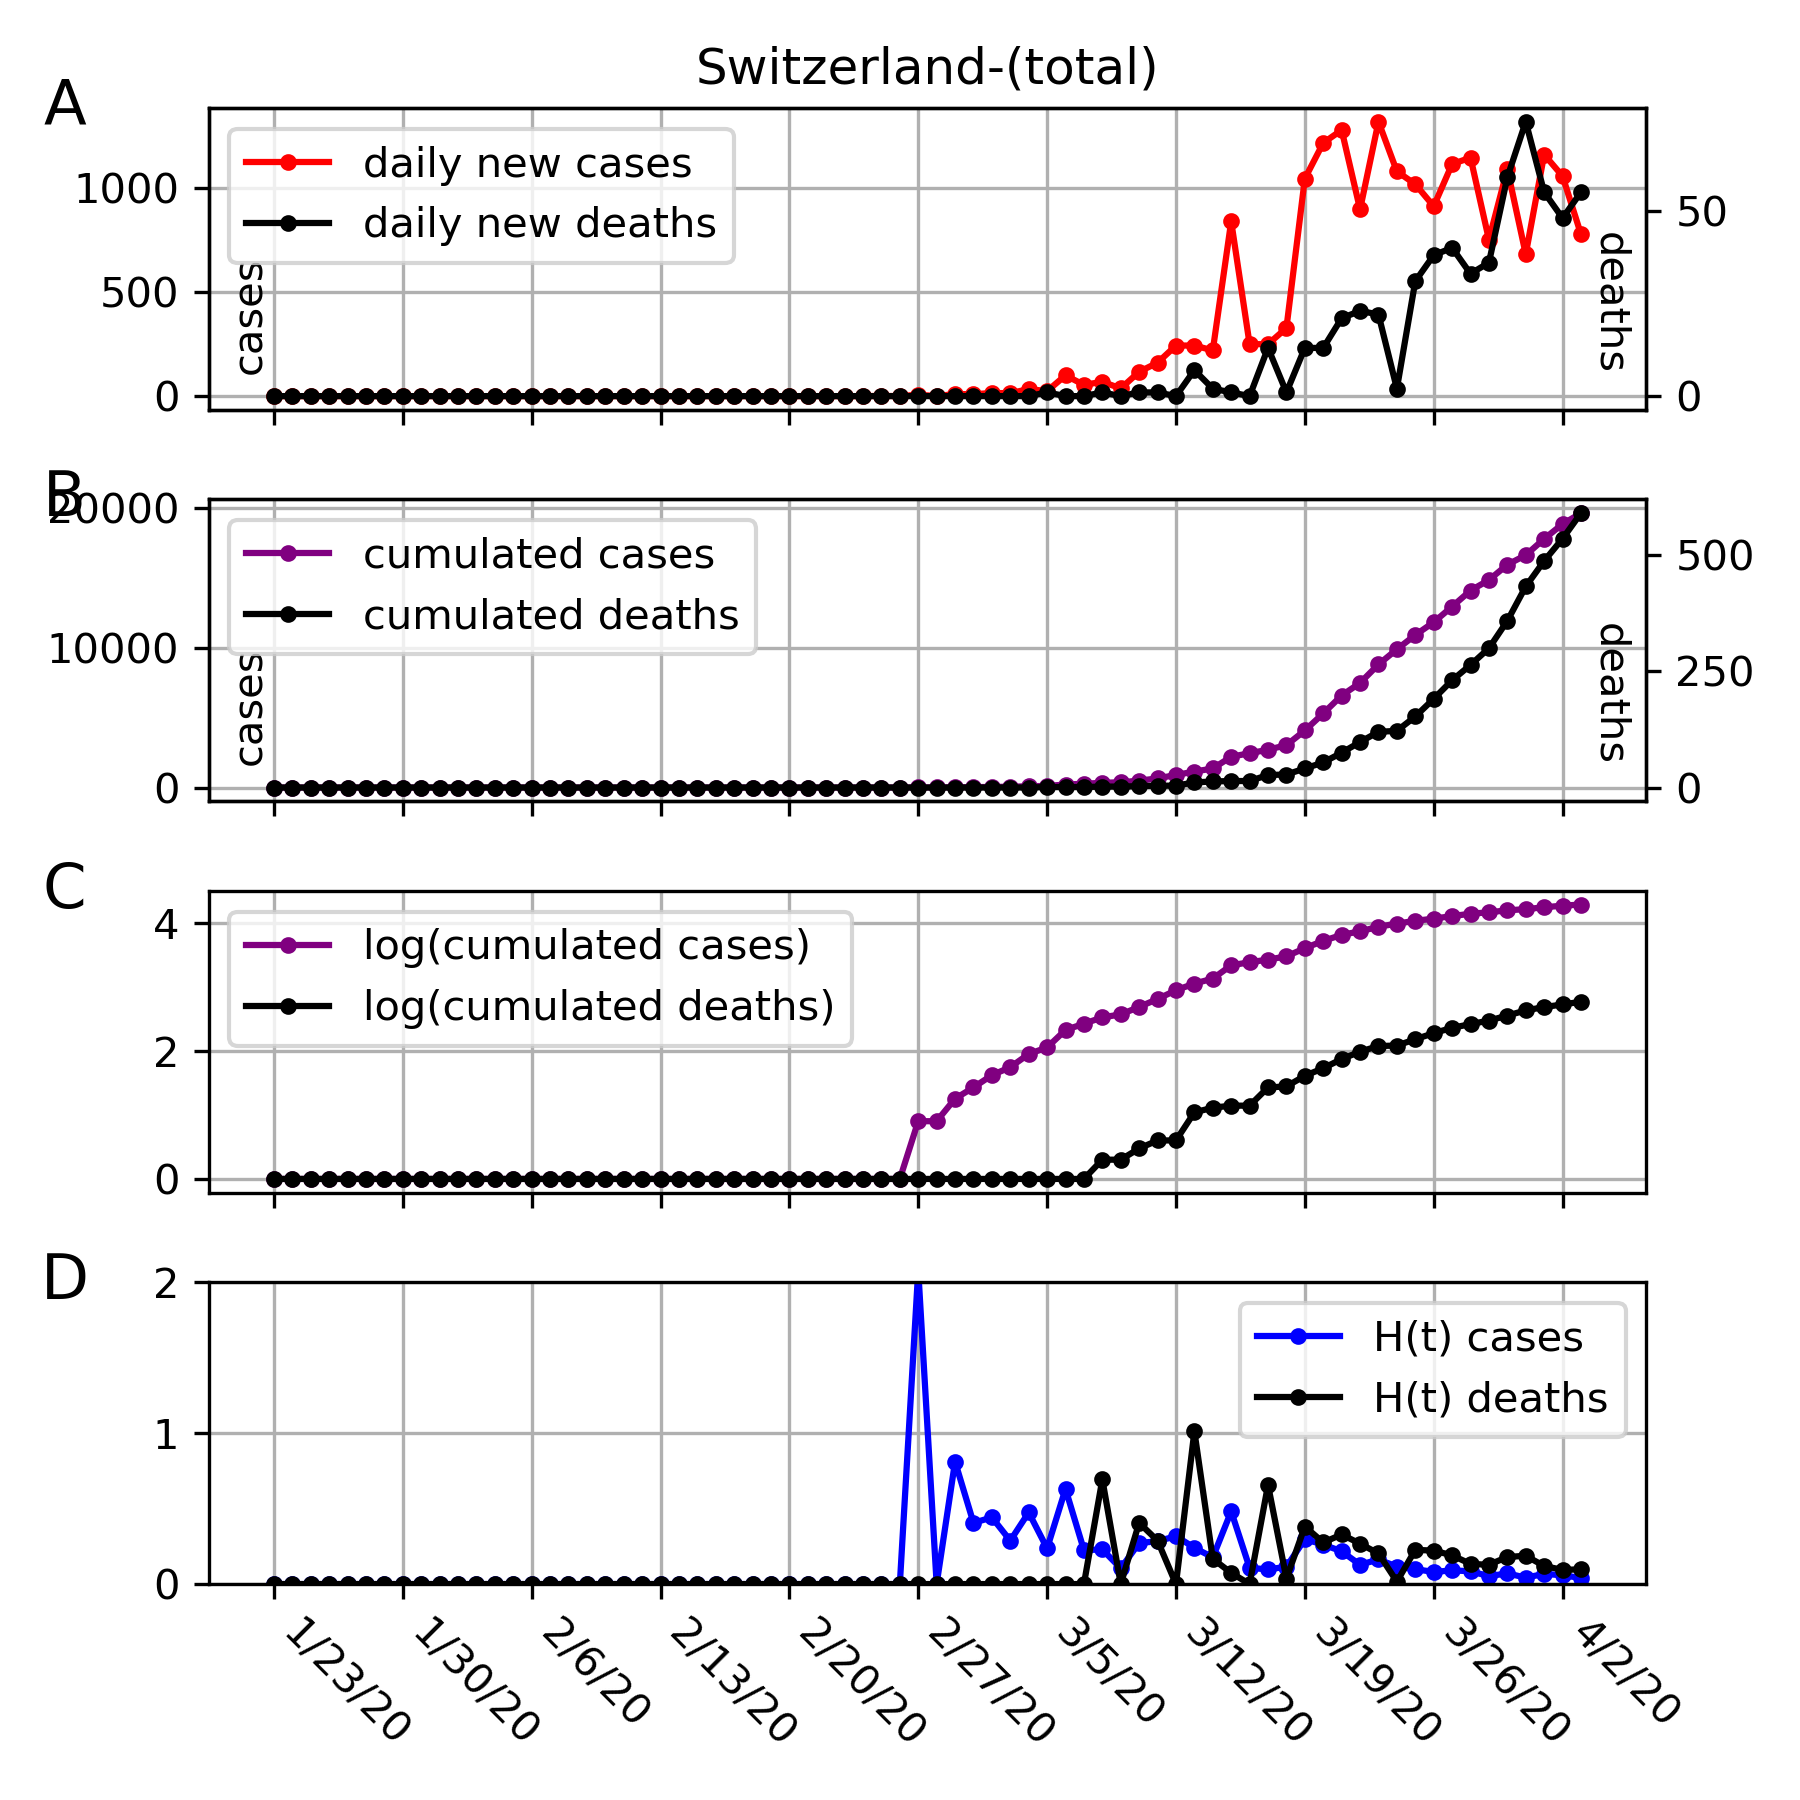 Switzerland-(total)
A
daily new cases
daily new deaths
1000
500
0
cases
50
0
deaths
B
cumulated cases
cumulated deaths
20000
10000
0
cases
500
250
0
deaths
C
log(cumulated cases)
log(cumulated deaths)
4
2
0
D
H(t) cases
H(t) deaths
2
1
0
1/23/20
1/30/20
2/6/20
2/13/20
2/20/20
2/27/20
3/5/20
3/12/20
3/19/20
3/26/20
4/2/20